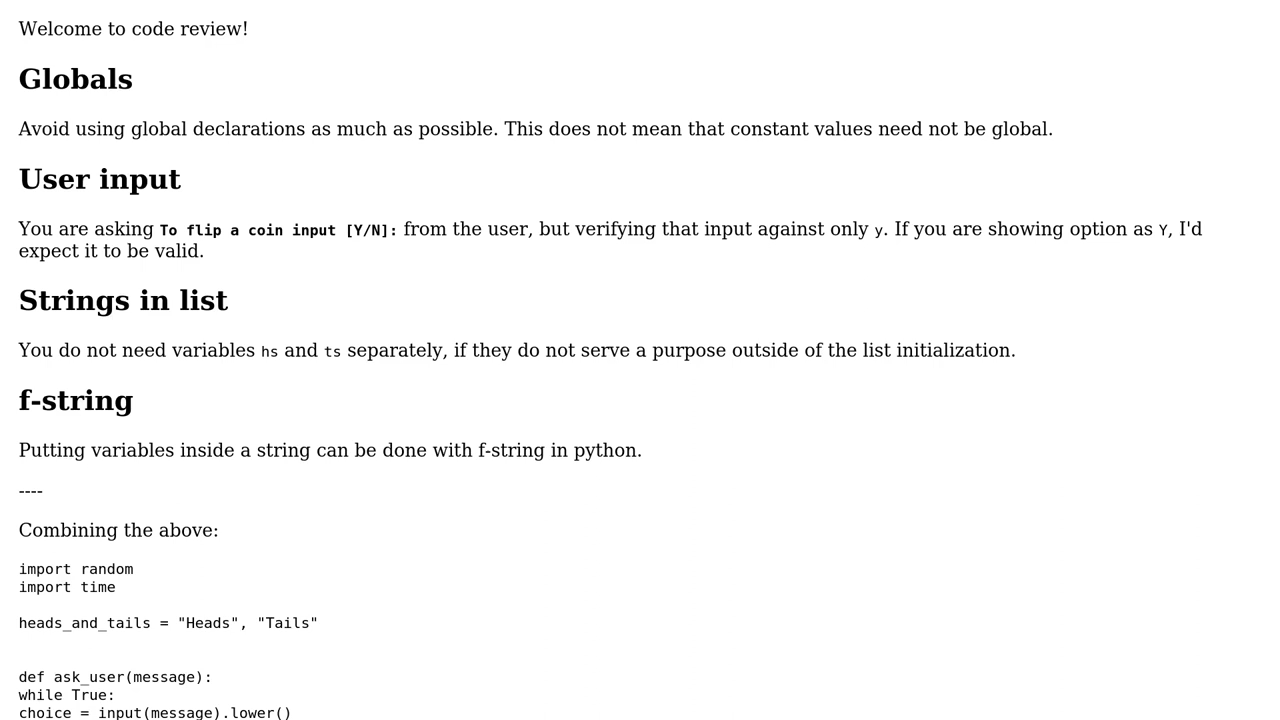 Welcome to code review!
Globals
Avoid using global declarations as much as possible. This does not mean that constant values need not be global.
User input
You are asking To flip a coin input [Y/N]: from the user, but verifying that input against only y. If you are showing option as Y, I'd
expect it to be valid.
Strings in list
You do not need variables hs and ts separately, if they do not serve a purpose outside of the list initialization.
f-string
Putting variables inside a string can be done with f-string in python.
----
Combining the above:
import random
import time
heads_and_tails = "Heads", "Tails"
def ask_user(message):
while True:
choice = input(message).lower()